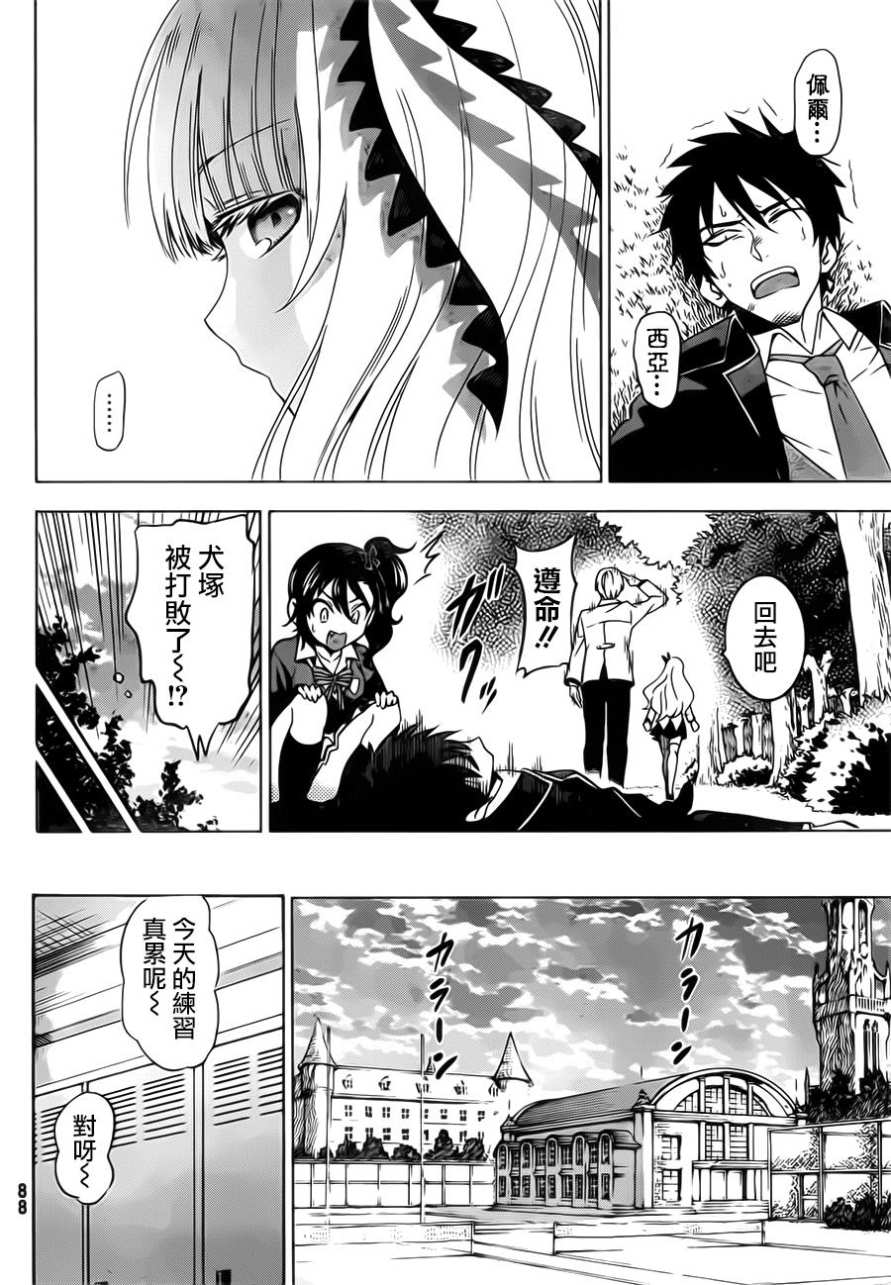 佩爾…
西亞…
……
回去吧
遵命!!
ガクッ
犬塚
被打敗了～!?
カラーン
カラーン
今天的練習
真累呢～
對呀～
88